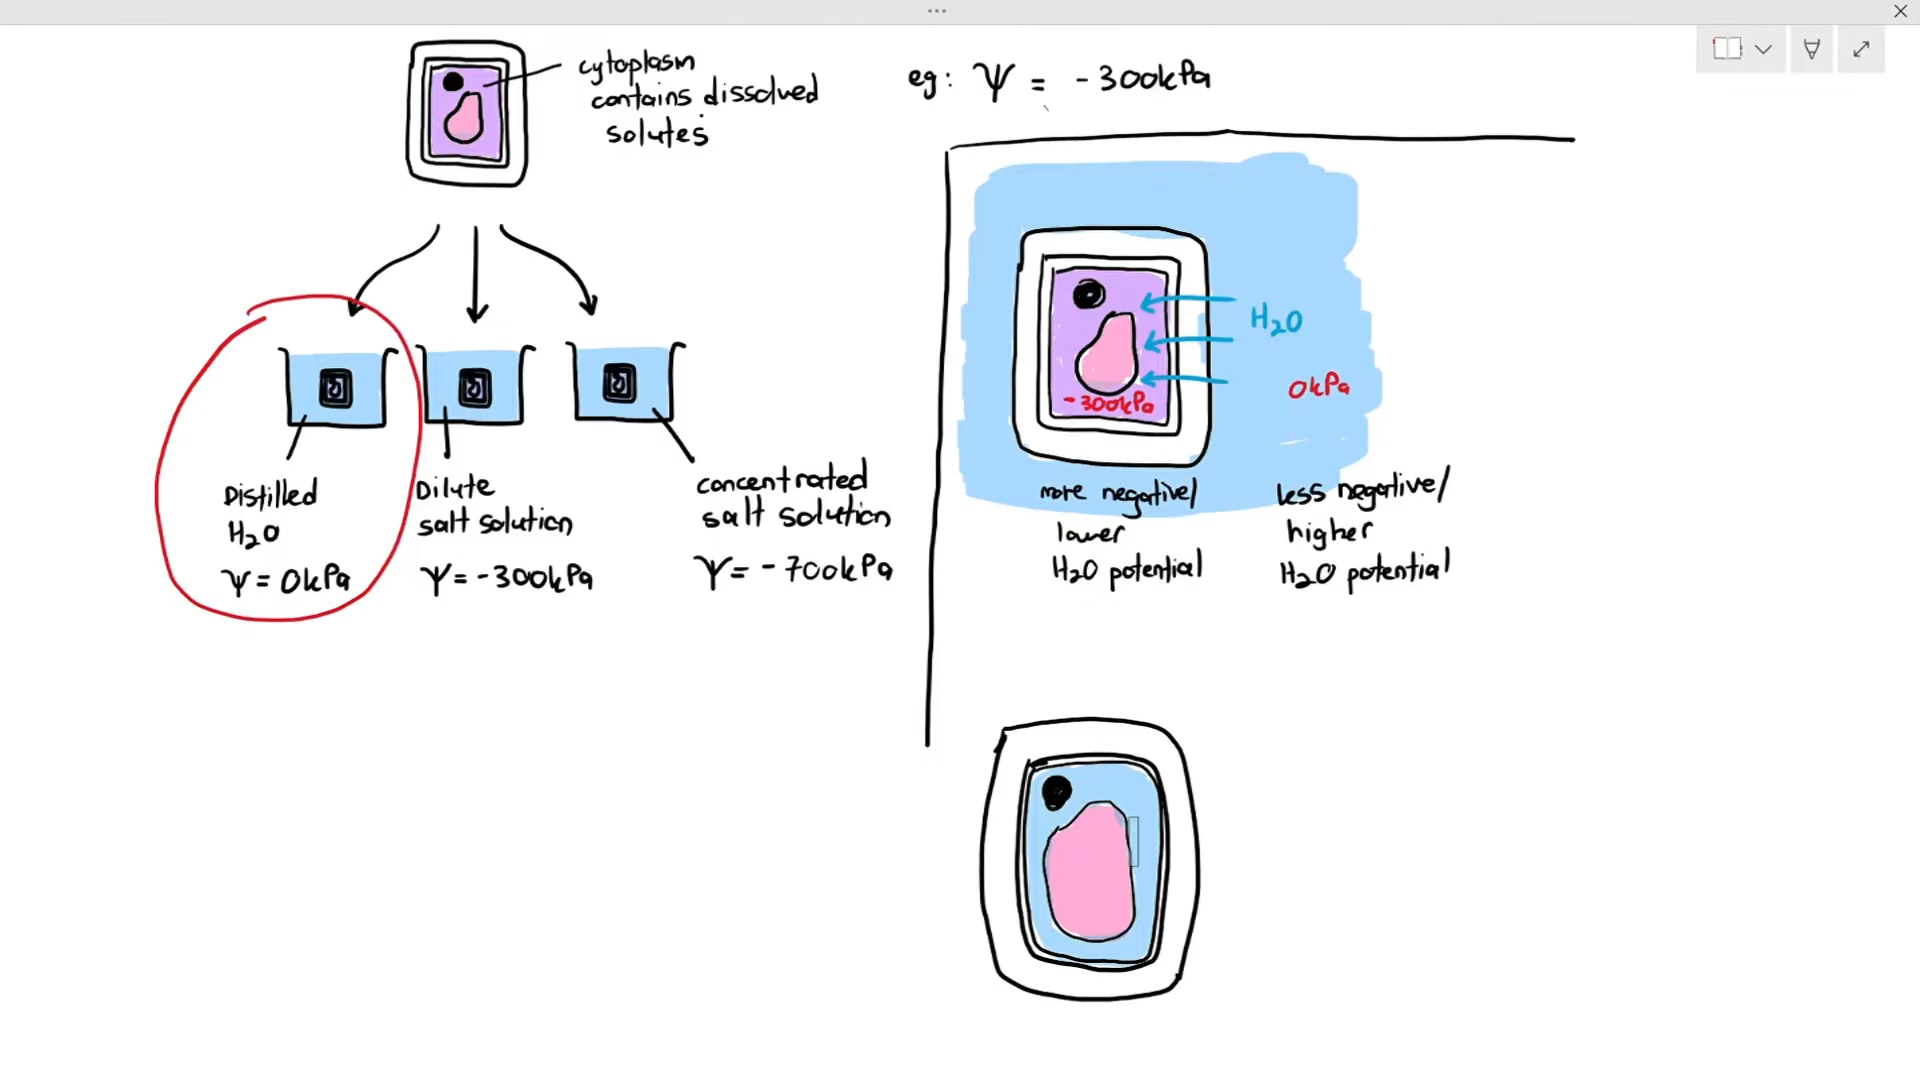 cytoplasm
contains dissolved
solutes
eg: Ψ = -300kPa
H2O
0kPa
-300kPa
Distilled
H2O
Ψ = 0kPa
Dilute
salt solution
Ψ = -300kPa
concentrated
salt solution
Ψ = -700kPa
more negative/
lower
H2O potential
less negative/
higher
H2O potential